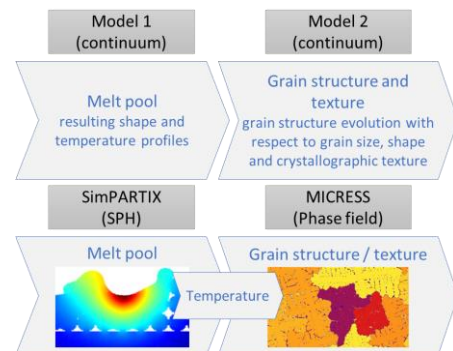 Model 1
(continuum)
Model 2
(continuum)
Melt pool
resulting shape and
temperature profiles
Grain structure and
texture
grain structure evolution with
respect to grain size, shape
and crystallographic texture
SimPARTIX
(SPH)
MICRESS
(Phase field)
Melt pool
Grain structure / texture
Temperature